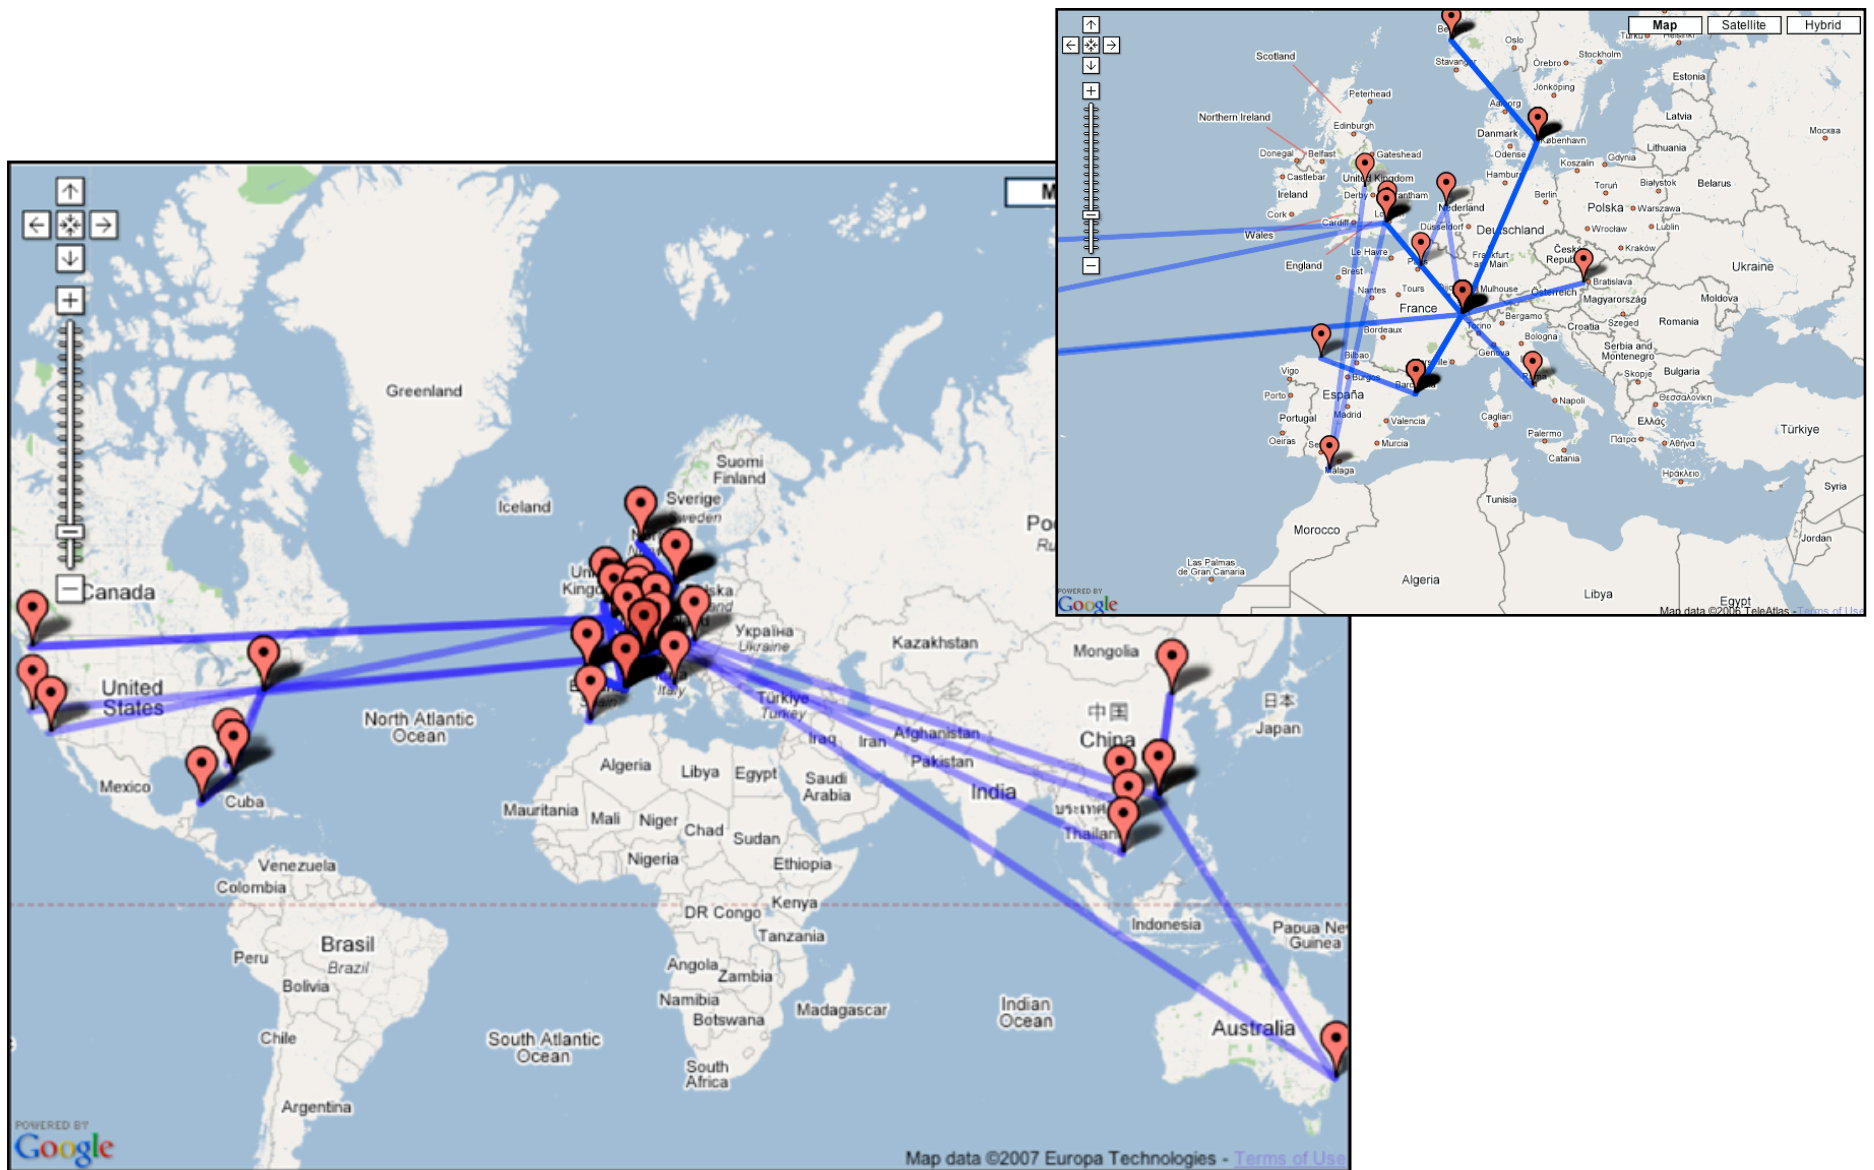 Greenland
Iceland
Suomi
Finland
Sverige
Sweden
Canada
United
States
North Atlantic
Ocean
Mexico
Cuba
Venezuela
Colombia
Brasil
Brazil
Peru
Bolivia
Chile
Argentina
South Atlantic
Ocean
Mauritania
Algeria
Libya
Egypt
Mali
Niger
Chad
Sudan
Nigeria
Ethiopia
DR Congo
Kenya
Tanzania
Angola
Zambia
Namibia
Botswana
South
Africa
Madagascar
Indian
Ocean
Saudi
Arabia
Iraq
Iran
Afghanistan
Pakistan
India
Türkiye
Turkey
Україна
Ukraine
Italy
Kazakhstan
Mongolia
中国
China
日本
Japan
Indonesia
Papua Ne
Guinea
Australia
POWERED BY
Google
Map data ©2007 Europa Technologies - Terms of Use
Map
Satellite
Hybrid
Scotland
Northern Ireland
Peterhead
Edinburgh
Donegal
Belfast
Gateshead
Castlebar
United Kingdom
Ireland
Derby
Cork
Cardiff
Wales
England
Le Havre
Brest
Nantes
Tours
France
Bordeaux
Mulhouse
Oslo
Stavanger
Örebro
Stockholm
Jönköping
Danmark
København
Odense
Estonia
Latvia
Lithuania
Москва
Koszalin
Gdynia
Berlin
Toruń
Białystok
Belarus
Polska
Warszawa
Nederland
Düsseldorf
Deutschland
Wrocław
Lublin
Kraków
Frankfurt
am Main
Ukraine
Österreich
Bratislava
Magyarország
Moldova
Torino
Bergamo
Croatia
Szeged
Romania
Genova
Bologna
Serbia and
Montenegro
Bulgaria
Skopje
Bilbao
Burgos
Vigo
Porto
España
Portugal
Madrid
Valencia
Oeiras
Murcia
Málaga
Cagliari
Napoli
Palermo
Catania
Θεσσαλονίκη
Ελλάς
Πάτρα
Αθήνα
Ηράκλειο
Türkiye
Syria
Jordan
Tunisia
Morocco
Las Palmas
de Gran Canaria
Algeria
Libya
Egypt
POWERED BY
Google
Map data ©2006 TeleAtlas - Terms of Use